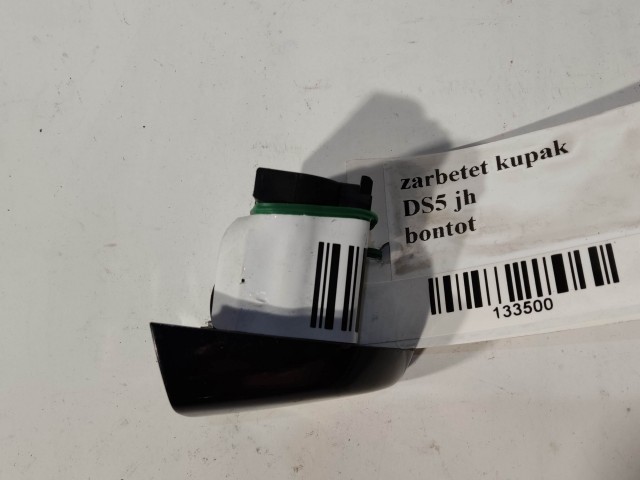 zarbetet kupak
DS5 jh
bontot
133500